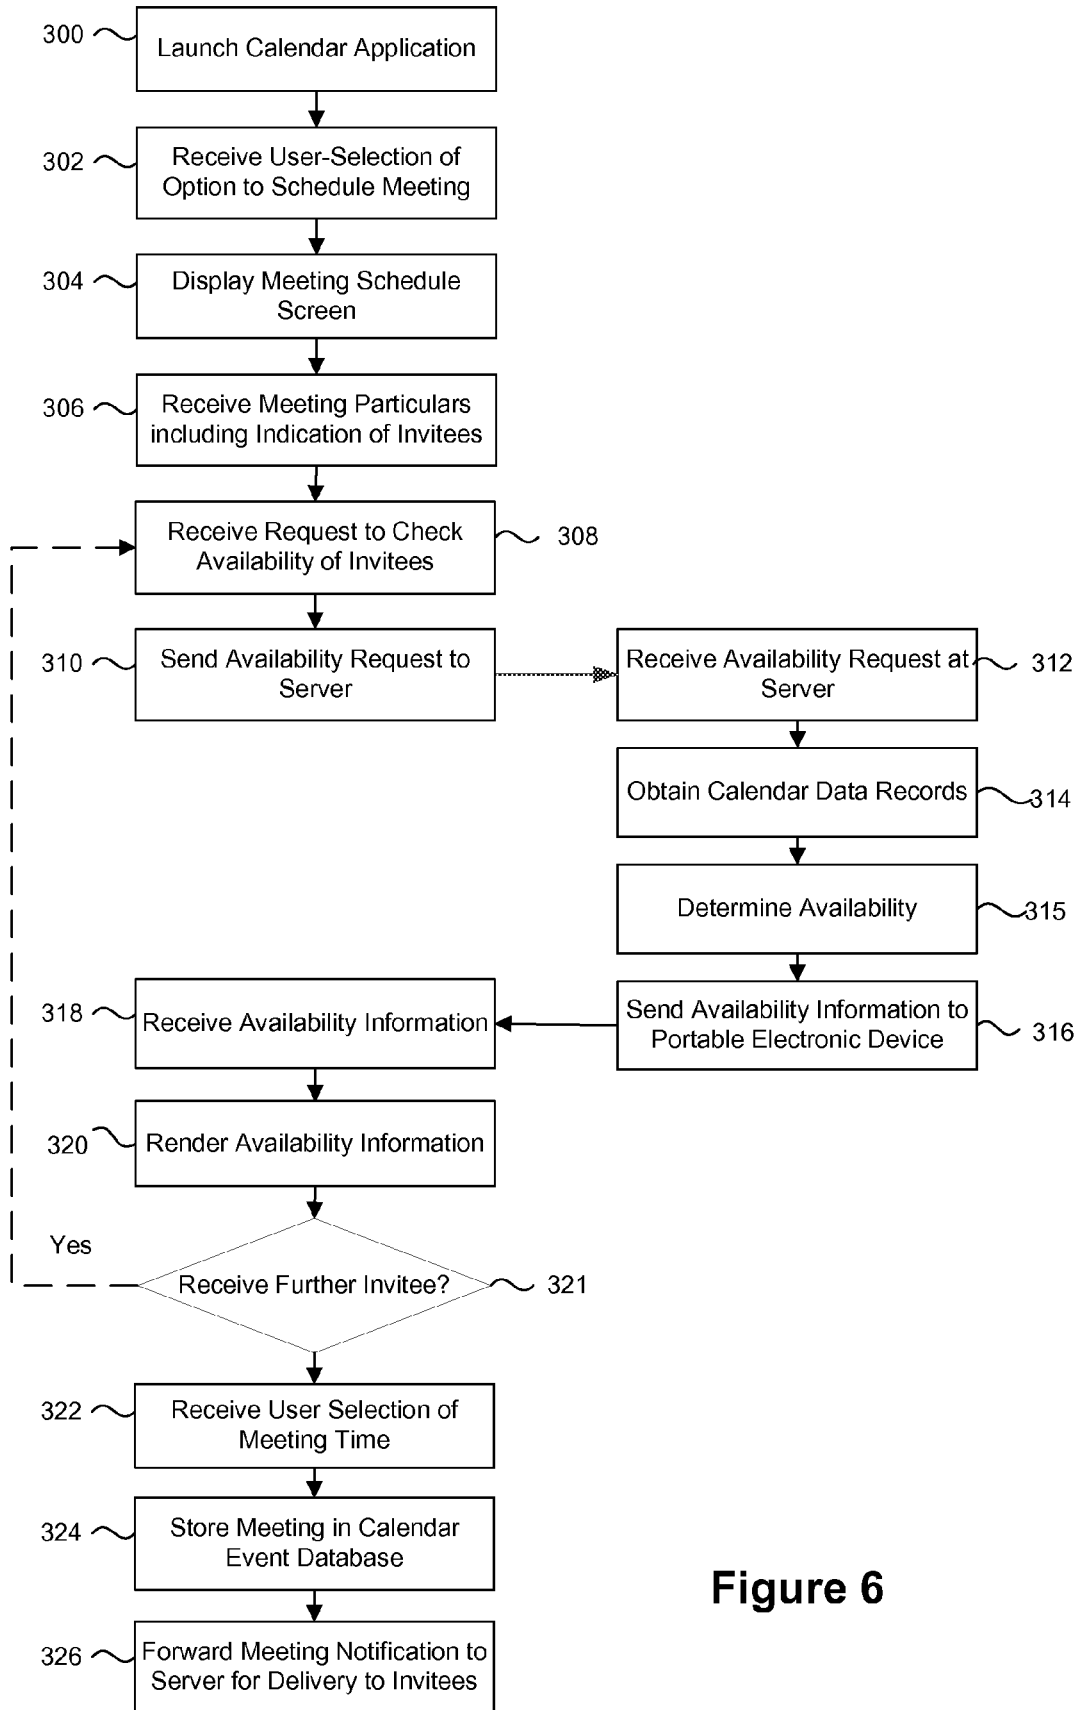 300
Launch Calendar Application
302
Receive User-Selection of
Option to Schedule Meeting
304
Display Meeting Schedule
Screen
306
Receive Meeting Particulars
including Indication of Invitees
Receive Request to Check
Availability of Invitees
308
310
Send Availability Request to
Server
Receive Availability Request at
Server
312
Obtain Calendar Data Records
314
Determine Availability
315
Send Availability Information to
Portable Electronic Device
316
318
Receive Availability Information
320
Render Availability Information
Yes
Receive Further Invitee?
321
322
Receive User Selection of
Meeting Time
324
Store Meeting in Calendar
Event Database
326
Forward Meeting Notification to
Server for Delivery to Invitees
Figure 6